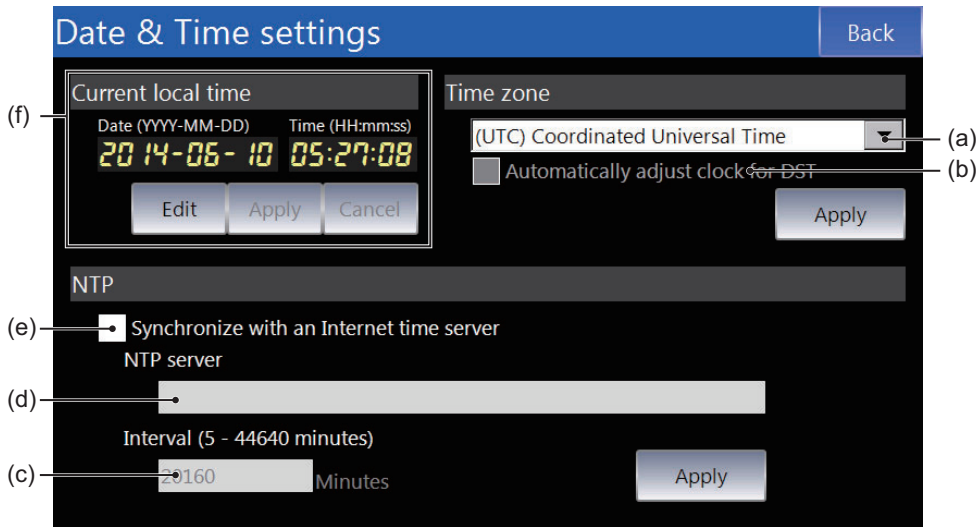 Date & Time settings
Back
(f)
Current local time
Date (YYYY-MM-DD) Time (HH:mm:ss)
2014-06-10 05:27:08
Edit Apply Cancel
Time zone
(UTC) Coordinated Universal Time
(a)
Automatically adjust clock for DST
(b)
Apply
NTP
(e)
Synchronize with an Internet time server
NTP server
(d)
Interval (5 - 44640 minutes)
(c)
20160 Minutes
Apply